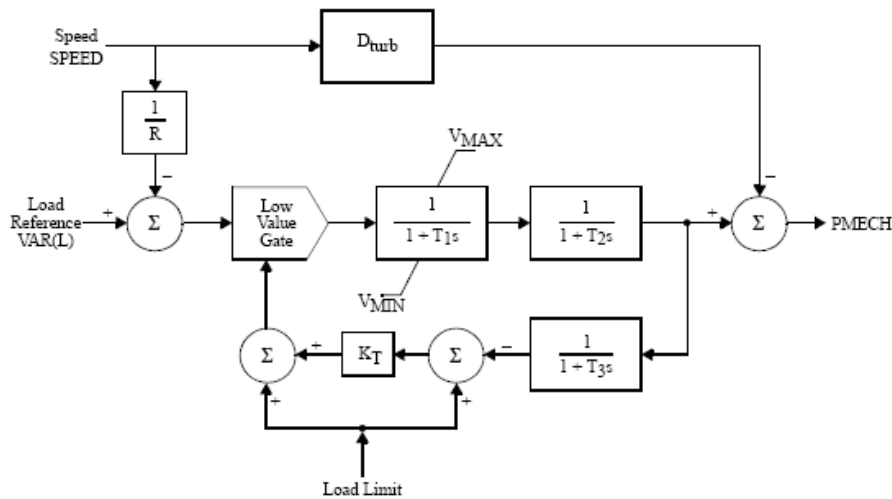 Speed
SPEED
Dturb
1
R
−
VMAX
−
Load
Reference
VAR(L)
+
Σ
Low
Value
Gate
1
1 + T1s
1
1 + T2s
+
Σ
PMECH
VMIN
Σ
+
KT
Σ
−
1
1 + T3s
+
+
Load Limit